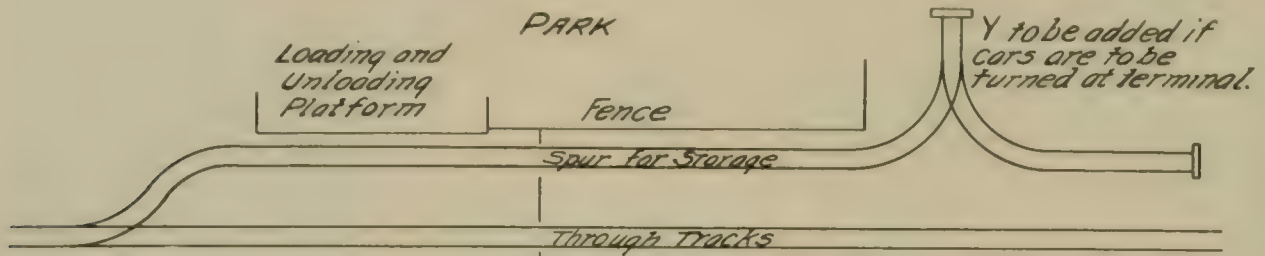 PARK
Loading and
Unloading
Platform
Fence
Y to be added if
cars are to be
turned at terminal.
Spur for Storage
Through Tracks